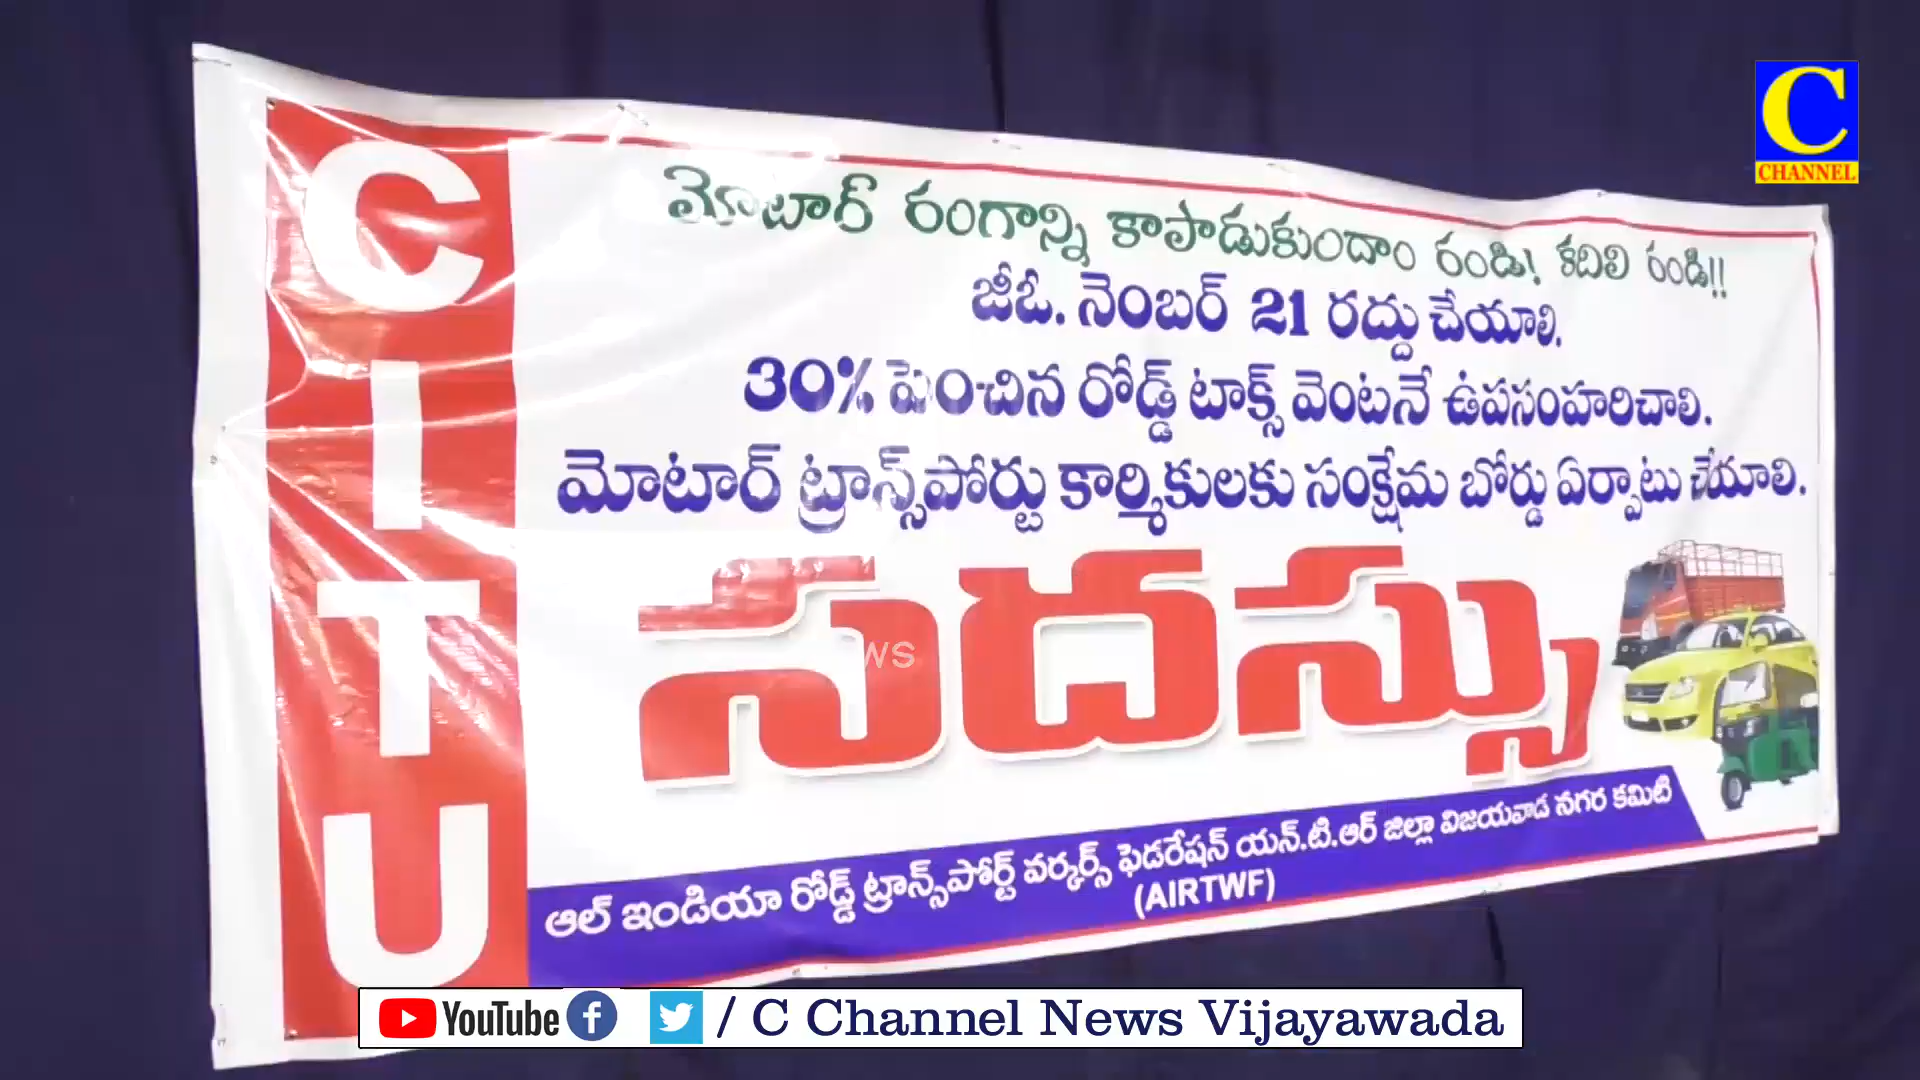 C
CHANNEL
CITU
మోటార్ రంగాన్ని కాపాడుకుందాం రండి! కదిలి రండి!!
జీఓ. నెంబర్ 21 రద్దు చేయాలి.
30% పెంచిన రోడ్డ్ టాక్స్ వెంటనే ఉపసంహరించాలి.
మోటార్ ట్రాన్స్‌పోర్టు కార్మికులకు సంక్షేమ బోర్డు ఏర్పాటు చేయాలి.
సదస్సు
ఆల్ ఇండియా రోడ్డ్ ట్రాన్స్‌పోర్ట్ వర్కర్స్ ఫెడరేషన్ యన్.టి.ఆర్ జిల్లా విజయవాడ నగర కమిటి
(AIRTWF)
YouTube f / C Channel News Vijayawada